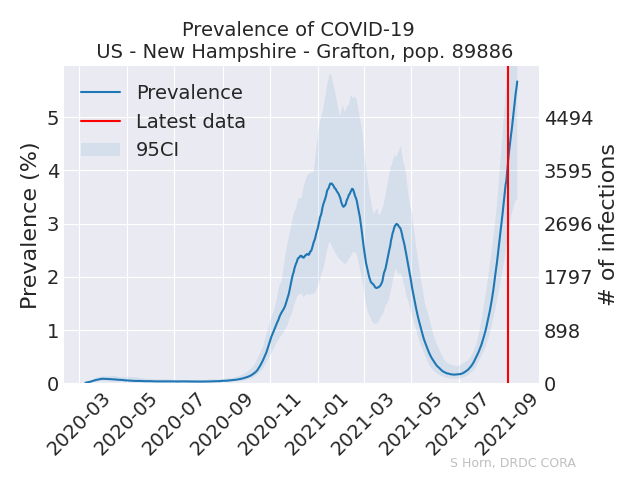 Prevalence of COVID-19
US - New Hampshire - Grafton, pop. 89886
Prevalence
Latest data
95CI
Prevalence (%)
5
4
3
2
1
0
4494
3595
2696
1797
898
0
# of infections
2020-03
2020-05
2020-07
2020-09
2020-11
2021-01
2021-03
2021-05
2021-07
2021-09
S Horn, DRDC CORA